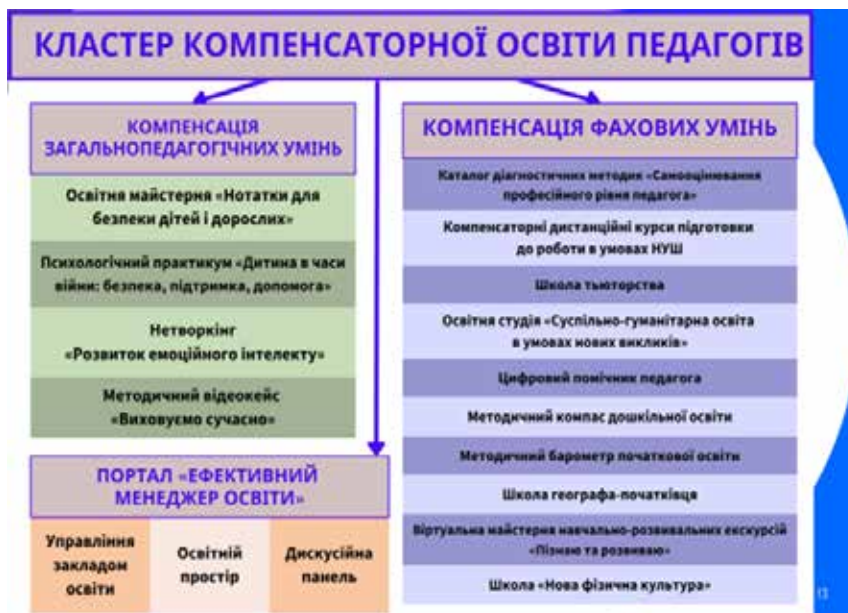 КЛАСТЕР КОМПЕНСАТОРНОЇ ОСВІТИ ПЕДАГОГІВ
КОМПЕНСАЦІЯ
ЗАГАЛЬНОПЕДАГОГІЧНИХ УМІНЬ
Освітня майстерня «Нотатки для
безпеки дітей і дорослих»
Психологічний практикум «Дитина в часи
війни: безпека, підтримка, допомога»
Нетворкінг
«Розвиток емоційного інтелекту»
Методичний відеокейс
«Виховуємо сучасно»
ПОРТАЛ «ЕФЕКТИВНИЙ
МЕНЕДЖЕР ОСВІТИ»
Управління
закладом
освіти
Освітній
простір
Дискусійна
панель
КОМПЕНСАЦІЯ ФАХОВИХ УМІНЬ
Каталог діагностичних методик «Самооцінювання
професійного рівня педагога»
Компенсаторні дистанційні курси підготовки
до роботи в умовах НУШ
Школа тьюторства
Освітня студія «Суспільно-гуманітарна освіта
в умовах нових викликів»
Цифровий помічник педагога
Методичний компас дошкільної освіти
Методичний барометр початкової освіти
Школа географа-початківця
Віртуальна майстерня навчально-розвивальних екскурсій
«Пізнаю та розвиваю»
Школа «Нова фізична культура»
13